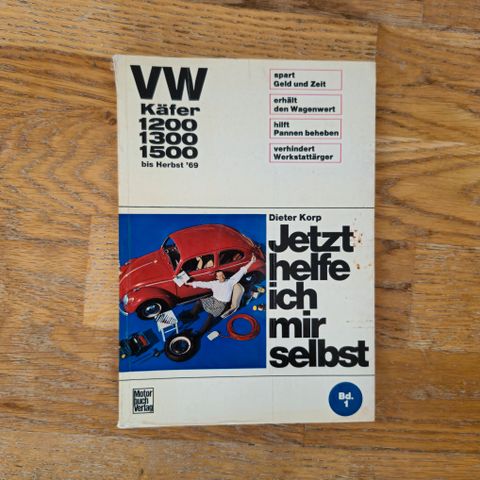 VW
Käfer
1200
1300
1500
bis Herbst '69
spart
Geld und Zeit
erhält
den Wagenwert
hilft
Pannen beheben
verhindert
Werkstattärger
Dieter Korp
Jetzt
helfe
ich
mir
selbst
Motor
buch
Verlag
Bd.
1